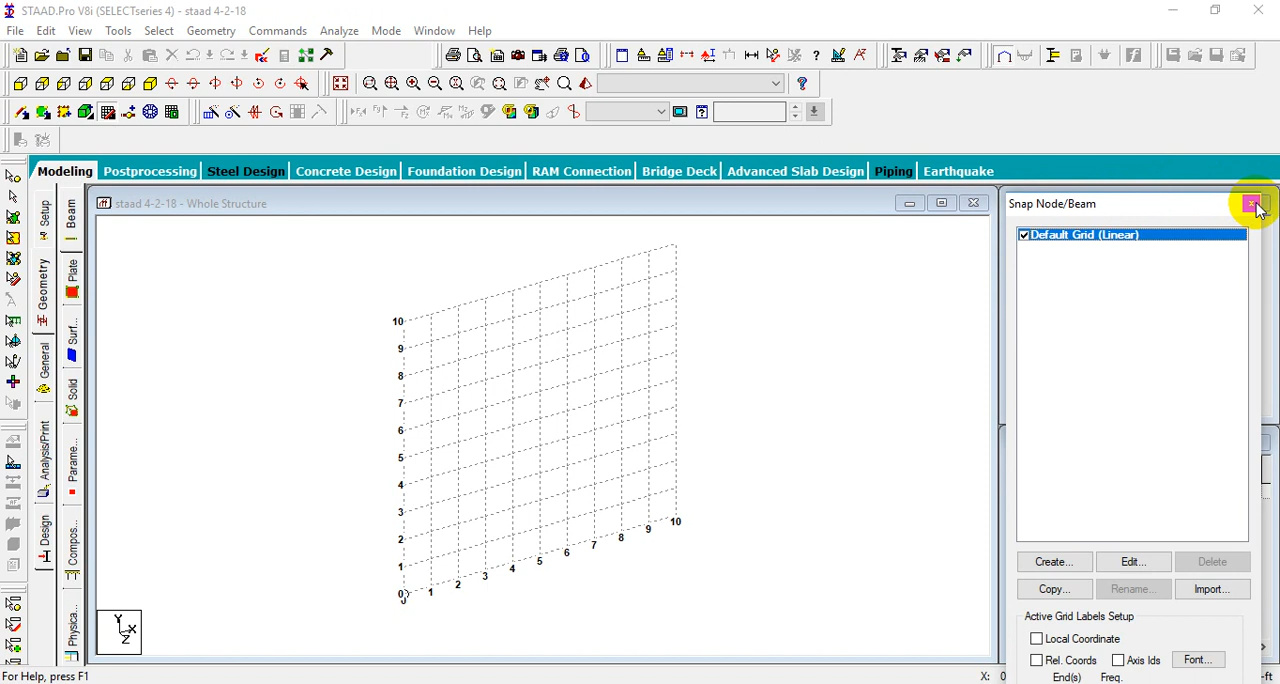 STAAD.Pro V8i (SELECTseries 4) - staad 4-2-18
File Edit View Tools Select Geometry Commands Analyze Mode Window Help
Modeling Postprocessing Steel Design Concrete Design Foundation Design RAM Connection Bridge Deck Advanced Slab Design Piping Earthquake
Setup
Geometry
General
Analysis/Print
Design
Beam
Plate
Surf...
Solid
Parame...
Compos...
Physica...
staad 4-2-18 - Whole Structure
10
9
8
7
6
5
4
3
2
1
0
1 2 3 4 5 6 7 8 9 10
Y
X
Z
Snap Node/Beam
Default Grid (Linear)
Create... Edit... Delete
Copy... Rename... Import...
Active Grid Labels Setup
Local Coordinate
Rel. Coords Axis Ids Font...
End(s) Freq.
For Help, press F1
X: 0
-ft